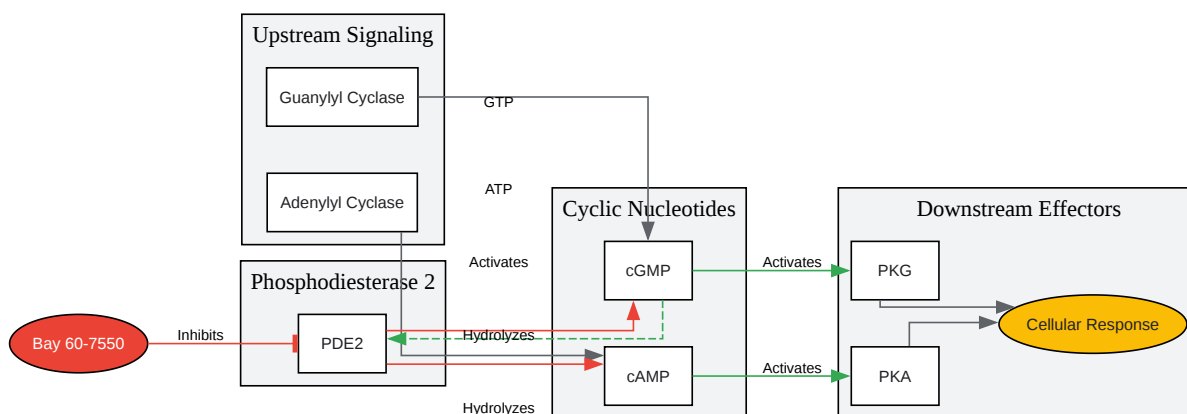 Upstream Signaling
Guanylyl Cyclase
GTP
Adenylyl Cyclase
ATP
Cyclic Nucleotides
Downstream Effectors
Activates
cGMP
Activates
PKG
Phosphodiesterase 2
Bay 60-7550
Inhibits
PDE2
Hydrolyzes
Cellular Response
cAMP
Activates
PKA
Hydrolyzes